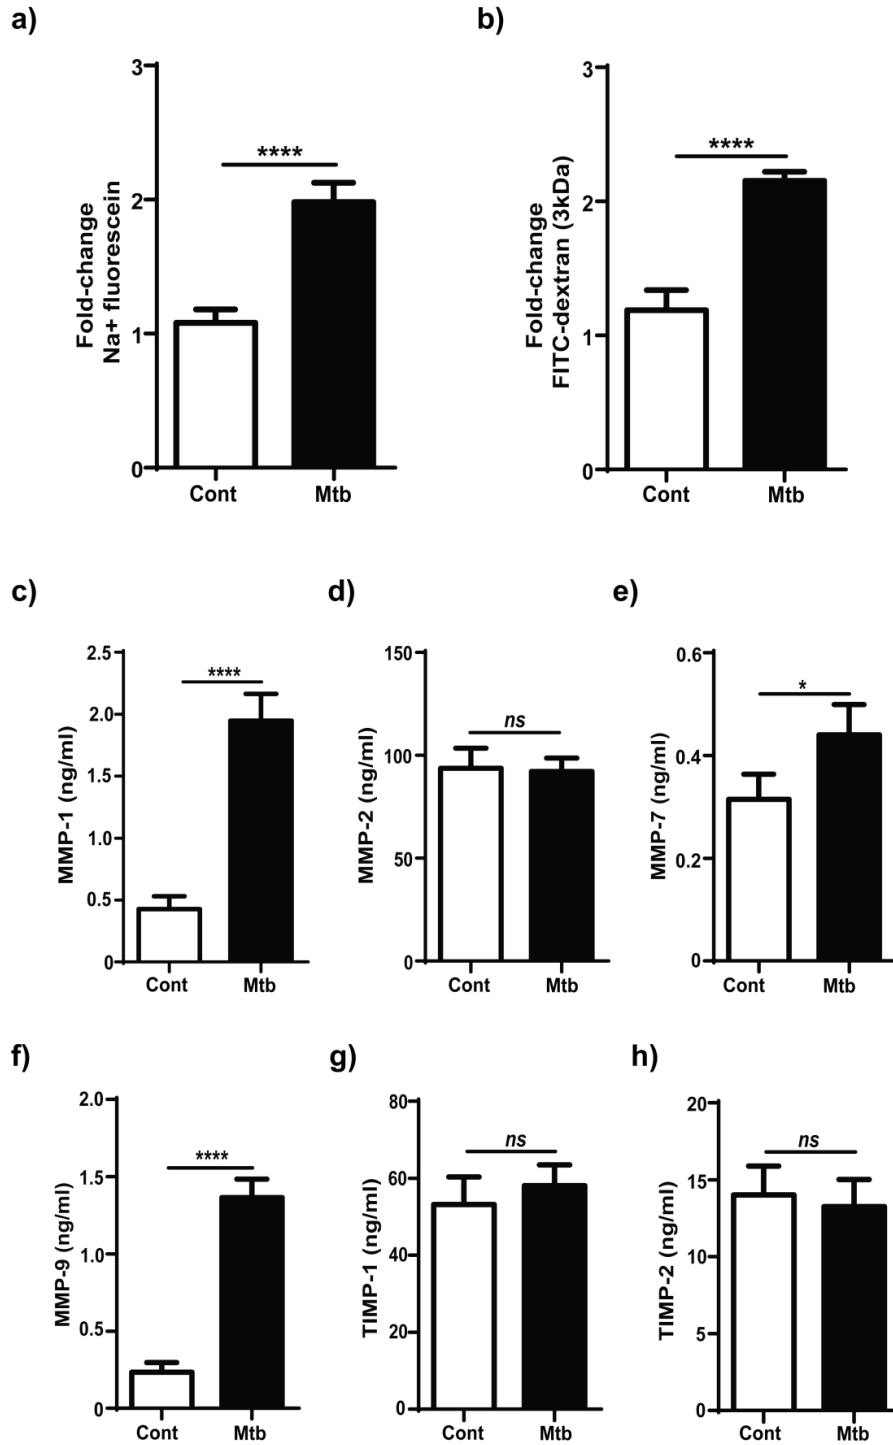 a)
Fold-change
Na+ fluorescein
3
2
1
0
****
Cont
Mtb
b)
Fold-change
FITC-dextran (3kDa)
3
2
1
0
****
Cont
Mtb
c)
MMP-1 (ng/ml)
2.5
2.0
1.5
1.0
0.5
0
****
Cont
Mtb
d)
MMP-2 (ng/ml)
150
100
50
0
ns
Cont
Mtb
e)
MMP-7 (ng/ml)
0.6
0.4
0.2
0
*
Cont
Mtb
f)
MMP-9 (ng/ml)
2.0
1.5
1.0
0.5
0
****
Cont
Mtb
g)
TIMP-1 (ng/ml)
80
60
40
20
0
ns
Cont
Mtb
h)
TIMP-2 (ng/ml)
20
15
10
5
0
ns
Cont
Mtb